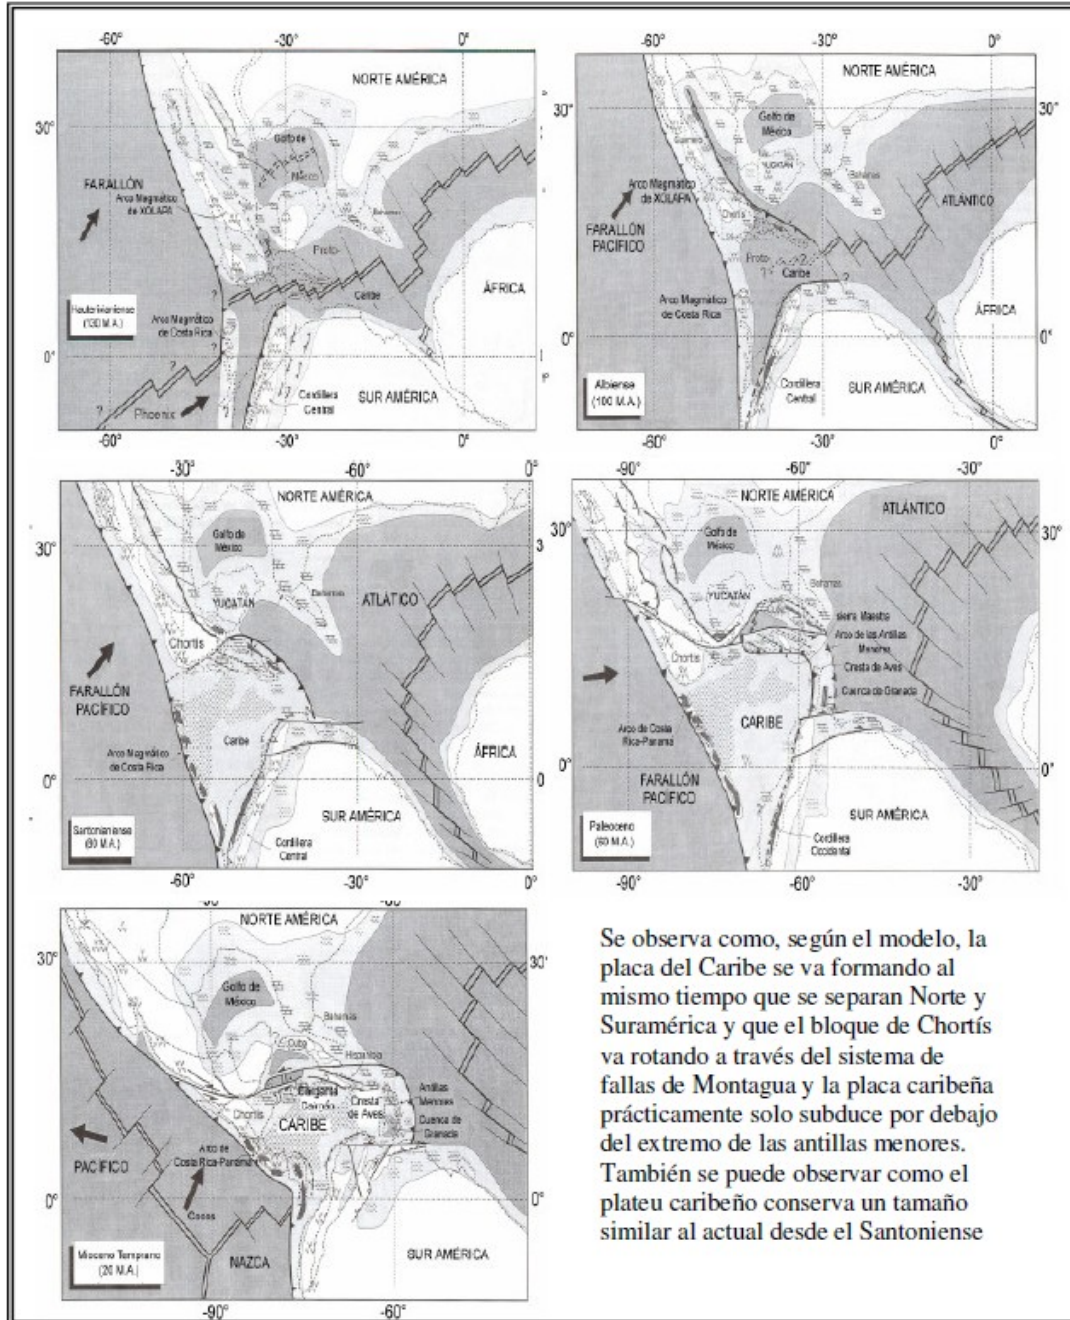 -60°
-30°
0°
NORTE AMÉRICA
30°
Golfo de
México
FARALLÓN
Arco Magmático
de XOLAPA
Bahamas
Proto-
Caribe
ÁFRICA
Hauterivianiense
(130 M.A.)
?
Arco Magmático
de Costa Rica
?
0°
?
?
Phoenix
Cordillera
Central
SUR AMÉRICA
-60°
-30°
0°
-60°
-30°
0°
NORTE AMÉRICA
30°
30°
Golfo de
México
Guerrero
YUCATÁN
Bahamas
Arco Magmático
de XOLAPA
Chortis
ATLÁNTICO
FARALLÓN
PACÍFICO
Proto-
?
?
Caribe
?
Arco Magmático
de Costa Rica
ÁFRICA
0°
0°
Albiense
(100 M.A.)
Cordillera
Central
SUR AMÉRICA
-60°
-30°
0°
-30°
-60°
0°
NORTE AMÉRICA
30°
3
Golfo de
México
YUCATÁN
Bahamas
ATLÁTICO
Chortis
FARALLÓN
PACÍFICO
Caribe
Arco Magmático
de Costa Rica
ÁFRICA
0°
0
Santonianiense
(80 M.A.)
SUR AMÉRICA
Cordillera
Central
-60°
-30°
0°
-90°
-60°
-30°
NORTE AMÉRICA
ATLÁNTICO
30°
30°
Golfo de
México
Bahamas
YUCATÁN
Cuba
sierra Maestra
Arco de las Antillas
Menores
Chortis
Cresta de Aves
Cuenca de Granada
CARIBE
Arco de Costa
Rica-Panamá
0°
0°
FARALLÓN
PACÍFICO
SUR AMÉRICA
Paleoceno
(60 M.A.)
Cordillera
Occidental
-90°
-60°
-30°
-90°
-60°
NORTE AMÉRICA
30°
30°
Golfo de
México
Bahamas
Cuba
Hispaniola
Caimán
Antillas
Menores
Chortis
Cresta
de Aves
CARIBE
Cuenca de
Granada
Arco de
Costa Rica-Panamá
PACÍFICO
0°
0°
Cocos
Mioceno Temprano
(20 M.A.)
NAZCA
SUR AMÉRICA
-90°
-60°
Se observa como, según el modelo, la
placa del Caribe se va formando al
mismo tiempo que se separan Norte y
Suramérica y que el bloque de Chortís
va rotando a través del sistema de
fallas de Montagua y la placa caribeña
prácticamente solo subduce por debajo
del extremo de las antillas menores.
También se puede observar como el
plateu caribeño conserva un tamaño
similar al actual desde el Santoniense